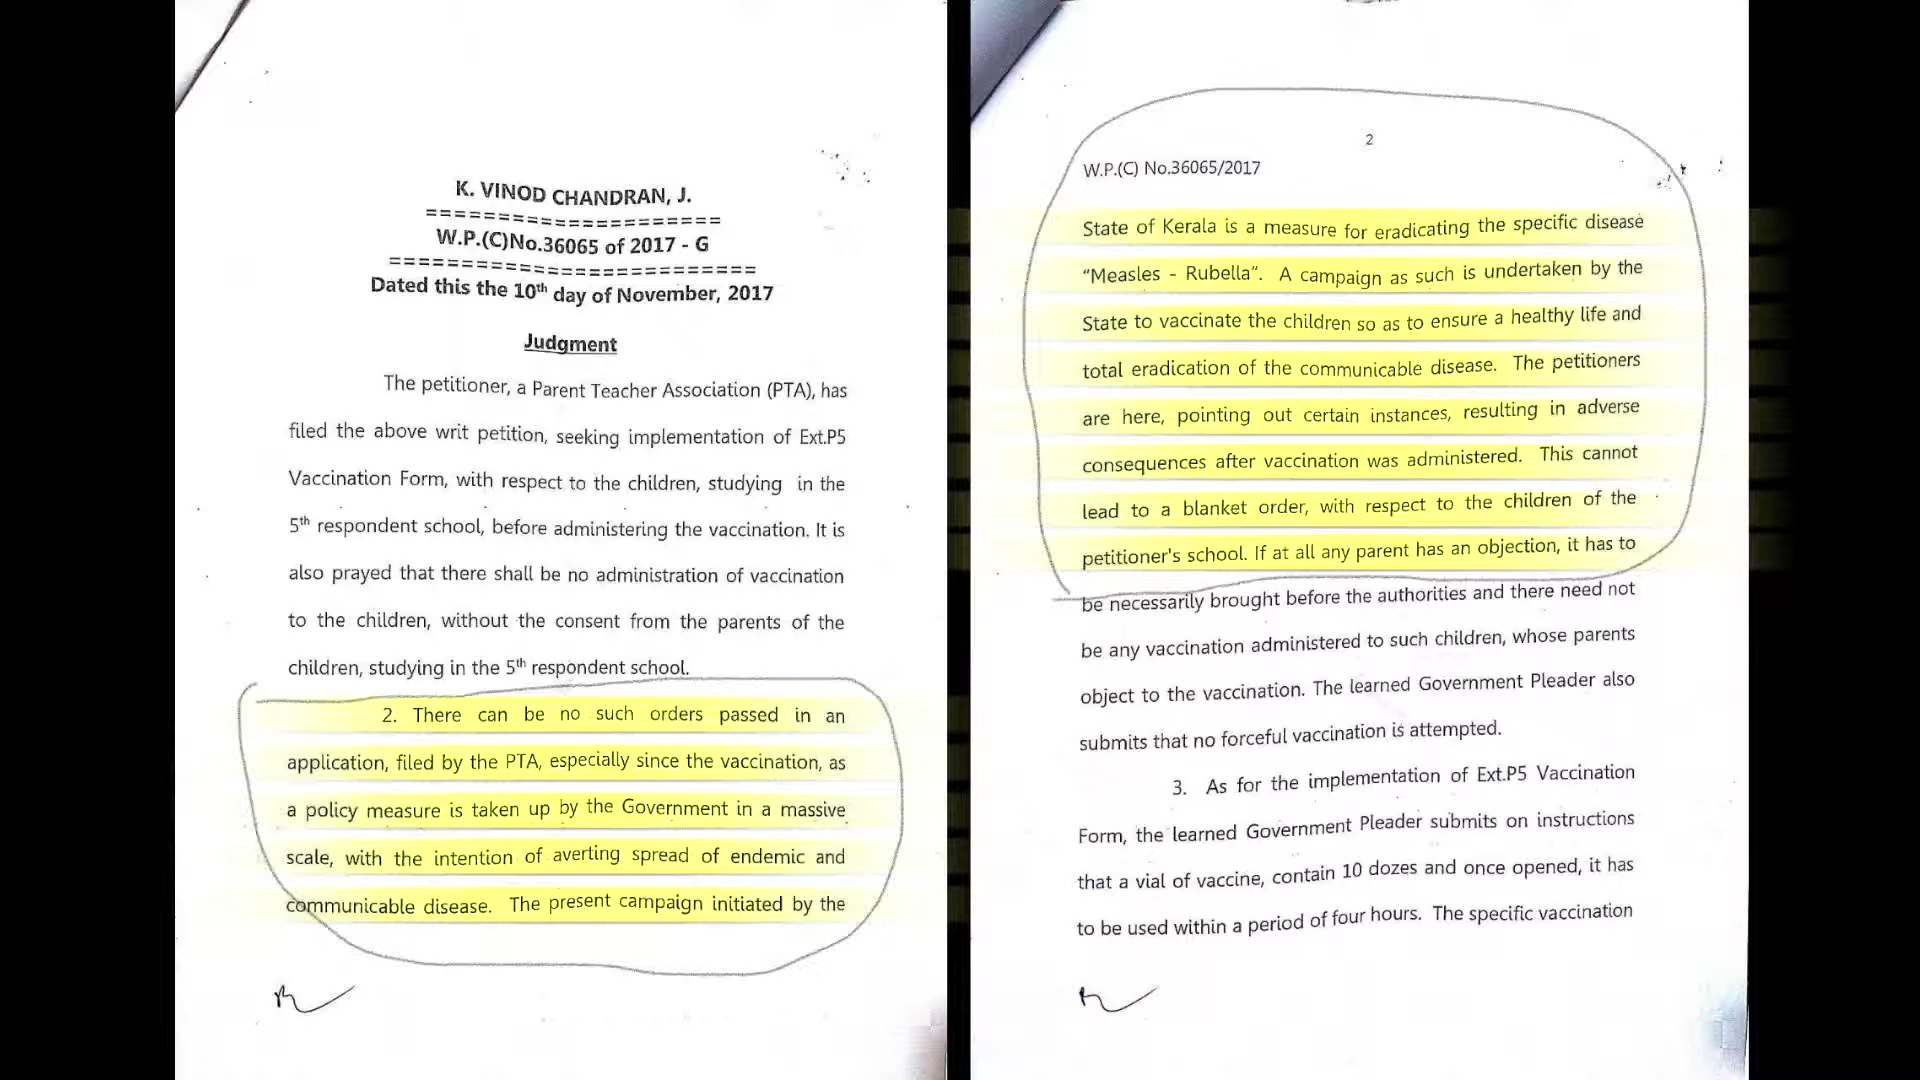 K. VINOD CHANDRAN, J.
====================
W.P.(C)No.36065 of 2017 - G
=========================
Dated this the 10th day of November, 2017
Judgment
The petitioner, a Parent Teacher Association (PTA), has
filed the above writ petition, seeking implementation of Ext.P5
Vaccination Form, with respect to the children, studying in the
5th respondent school, before administering the vaccination. It is
also prayed that there shall be no administration of vaccination
to the children, without the consent from the parents of the
children, studying in the 5th respondent school.
2. There can be no such orders passed in an
application, filed by the PTA, especially since the vaccination, as
a policy measure is taken up by the Government in a massive
scale, with the intention of averting spread of endemic and
communicable disease. The present campaign initiated by the
2
W.P.(C) No.36065/2017
State of Kerala is a measure for eradicating the specific disease
“Measles - Rubella”. A campaign as such is undertaken by the
State to vaccinate the children so as to ensure a healthy life and
total eradication of the communicable disease. The petitioners
are here, pointing out certain instances, resulting in adverse
consequences after vaccination was administered. This cannot
lead to a blanket order, with respect to the children of the
petitioner's school. If at all any parent has an objection, it has to
be necessarily brought before the authorities and there need not
be any vaccination administered to such children, whose parents
object to the vaccination. The learned Government Pleader also
submits that no forceful vaccination is attempted.
3. As for the implementation of Ext.P5 Vaccination
Form, the learned Government Pleader submits on instructions
that a vial of vaccine, contain 10 dozes and once opened, it has
to be used within a period of four hours. The specific vaccination